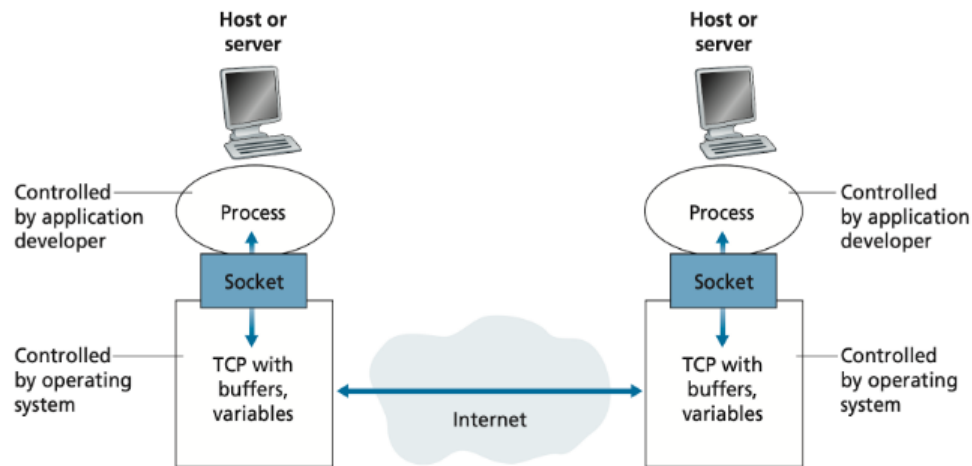 Host or
server
Host or
server
Controlled
by application
developer
Process
Process
Controlled
by application
developer
Socket
Socket
Controlled
by operating
system
TCP with
buffers,
variables
Internet
TCP with
buffers,
variables
Controlled
by operating
system